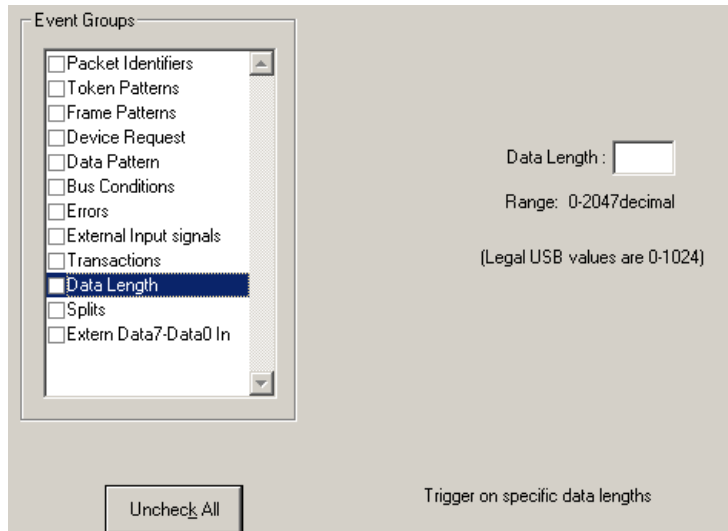 Event Groups
Packet Identifiers
Token Patterns
Frame Patterns
Device Request
Data Pattern
Bus Conditions
Errors
External Input signals
Transactions
Data Length
Splits
Extern Data7-Data0 In
Data Length :
Range: 0-2047decimal
(Legal USB values are 0-1024)
Uncheck All
Trigger on specific data lengths